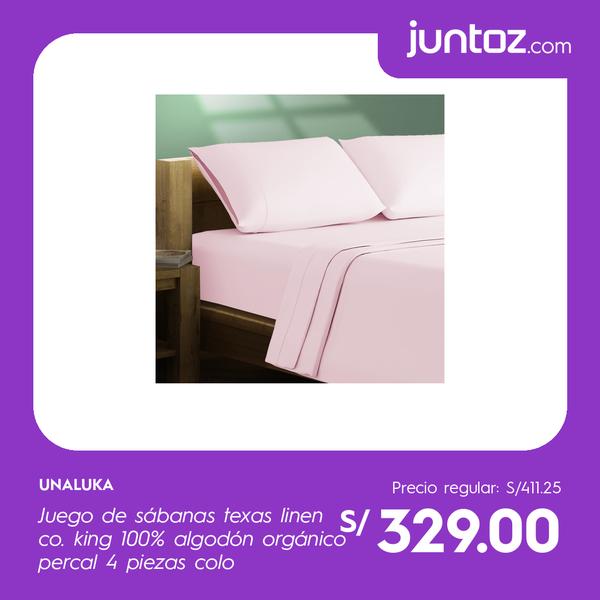 juntoz.com
UNALUKA
Juego de sábanas texas linen
co. king 100% algodón orgánico
percal 4 piezas colo
Precio regular: S/411.25
S/ 329.00